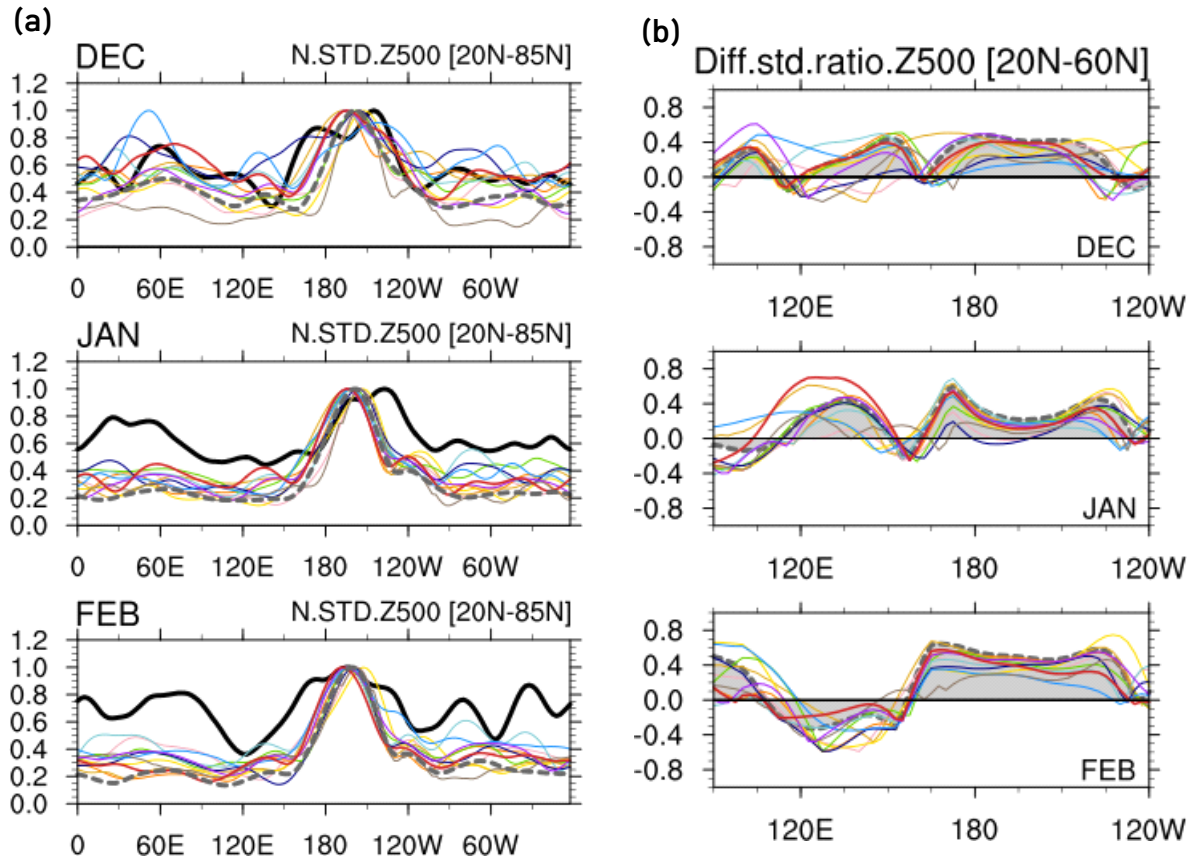 (a)
DEC N.STD.Z500 [20N-85N]
1.2
1.0
0.8
0.6
0.4
0.2
0.0
0 60E 120E 180 120W 60W
JAN N.STD.Z500 [20N-85N]
1.2
1.0
0.8
0.6
0.4
0.2
0.0
0 60E 120E 180 120W 60W
FEB N.STD.Z500 [20N-85N]
1.2
1.0
0.8
0.6
0.4
0.2
0.0
0 60E 120E 180 120W 60W
(b)
Diff.std.ratio.Z500 [20N-60N]
0.8
0.4
0.0
-0.4
-0.8
DEC
120E 180 120W
0.8
0.4
0.0
-0.4
-0.8
JAN
120E 180 120W
0.8
0.4
0.0
-0.4
-0.8
FEB
120E 180 120W